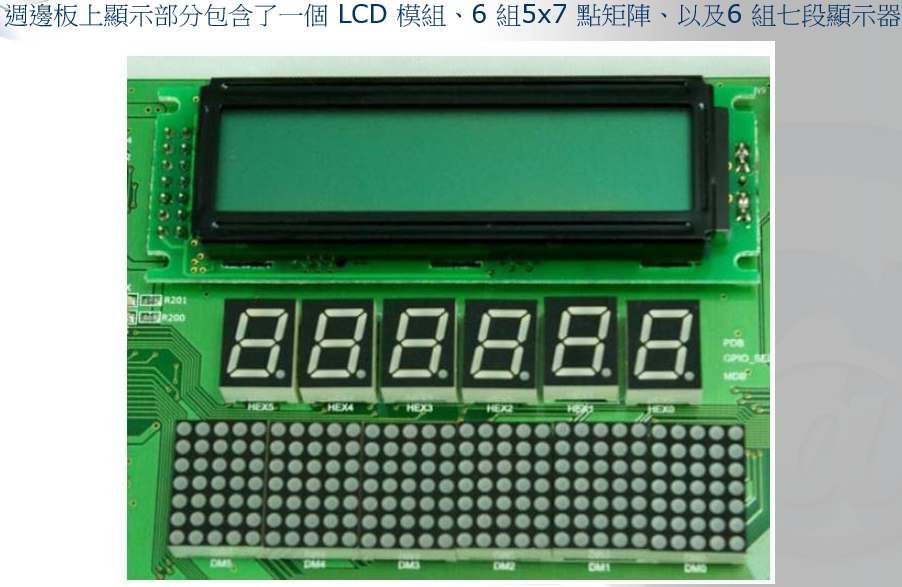 週邊板上顯示部分包含了一個 LCD 模組、6 組5x7 點矩陣、以及6 組七段顯示器
R201
R200
PDB
GPIO_SE
MDB
HEX5 HEX4 HEX3 HEX2 HEX1 HEX0
DM5 DM4 DM3 DM2 DM1 DM0